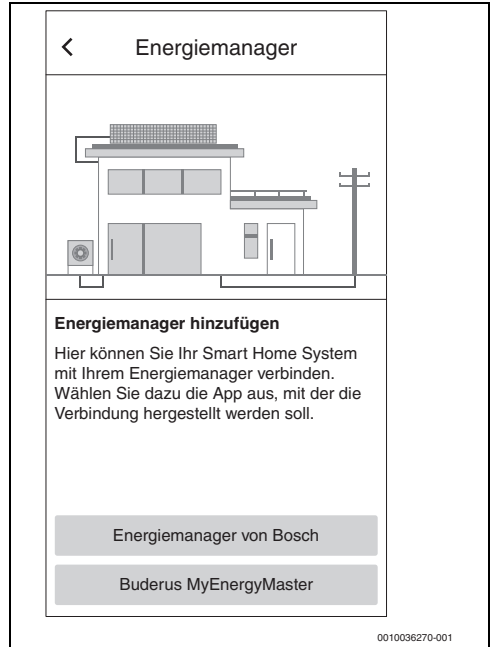 Energiemanager
Energiemanager hinzufügen
Hier können Sie Ihr Smart Home System
mit Ihrem Energiemanager verbinden.
Wählen Sie dazu die App aus, mit der die
Verbindung hergestellt werden soll.
Energiemanager von Bosch
Buderus MyEnergyMaster
0010036270-001